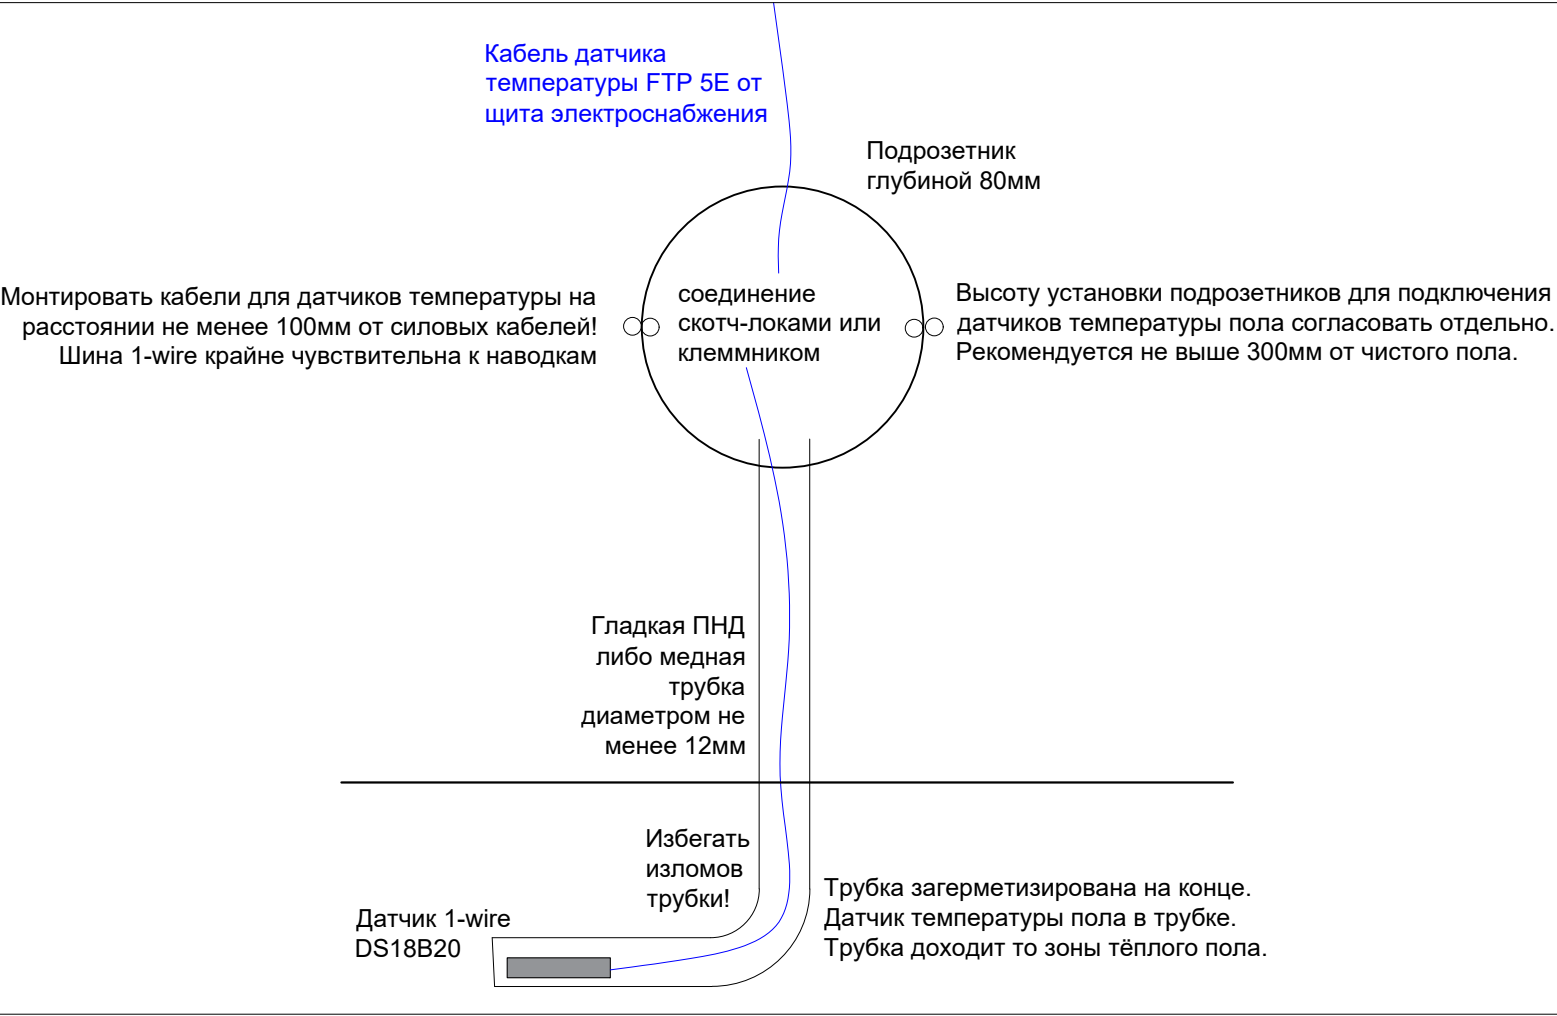 Кабель датчика
температуры FTP 5E от
щита электроснабжения
Подрозетник
глубиной 80мм
Монтировать кабели для датчиков температуры на
расстоянии не менее 100мм от силовых кабелей!
Шина 1-wire крайне чувствительна к наводкам
соединение
скотч-локами или
клеммником
Высоту установки подрозетников для подключения
датчиков температуры пола согласовать отдельно.
Рекомендуется не выше 300мм от чистого пола.
Гладкая ПНД
либо медная
трубка
диаметром не
менее 12мм
Избегать
изломов
трубки!
Датчик 1-wire
DS18B20
Трубка загерметизирована на конце.
Датчик температуры пола в трубке.
Трубка доходит то зоны тёплого пола.